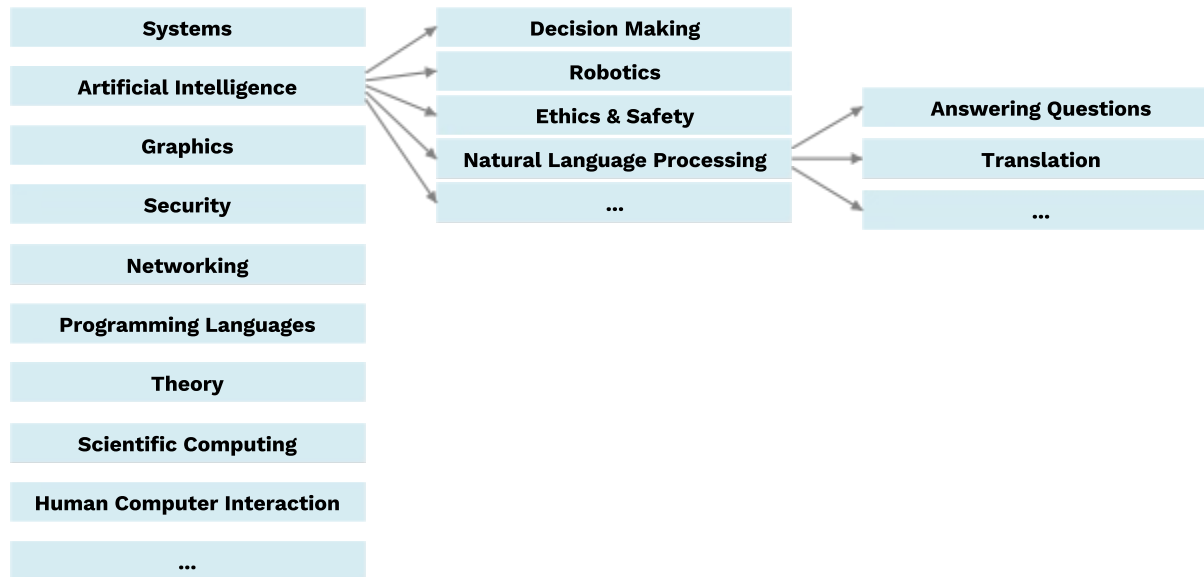 Systems
Artificial Intelligence
Graphics
Security
Networking
Programming Languages
Theory
Scientific Computing
Human Computer Interaction
...
Decision Making
Robotics
Ethics & Safety
Natural Language Processing
...
Answering Questions
Translation
...